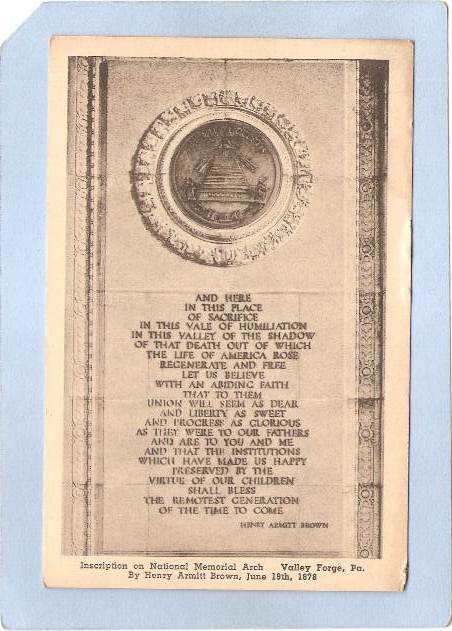 AND HERE
IN THIS PLACE
OF SACRIFICE
IN THIS VALE OF HUMILIATION
IN THIS VALLEY OF THE SHADOW
OF THAT DEATH OUT OF WHICH
THE LIFE OF AMERICA ROSE
REGENERATE AND FREE
LET US BELIEVE
WITH AN ABIDING FAITH
THAT TO THEM
UNION WILL SEEM AS DEAR
AND LIBERTY AS SWEET
AND PROGRESS AS GLORIOUS
AS THEY WERE TO OUR FATHERS
AND ARE TO YOU AND ME
AND THAT THE INSTITUTIONS
WHICH HAVE MADE US HAPPY
PRESERVED BY THE
VIRTUE OF OUR CHILDREN
SHALL BLESS
THE REMOTEST GENERATION
OF THE TIME TO COME
HENRY ARMITT BROWN
Inscription on National Memorial Arch Valley Forge, Pa.
By Henry Armitt Brown, June 19th, 1878